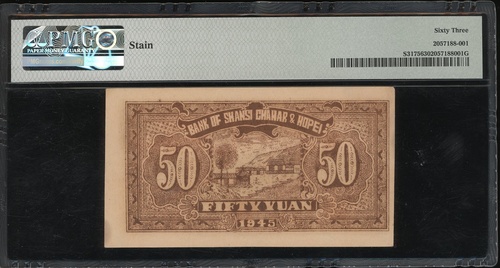 PMG
PAPER MONEY GUARANTY
Stain
Sixty Three
2057188-001
S31736302057188001G
BANK OF SHANSI CHAHAR & HOPEI
50
50
FIFTY YUAN
1945